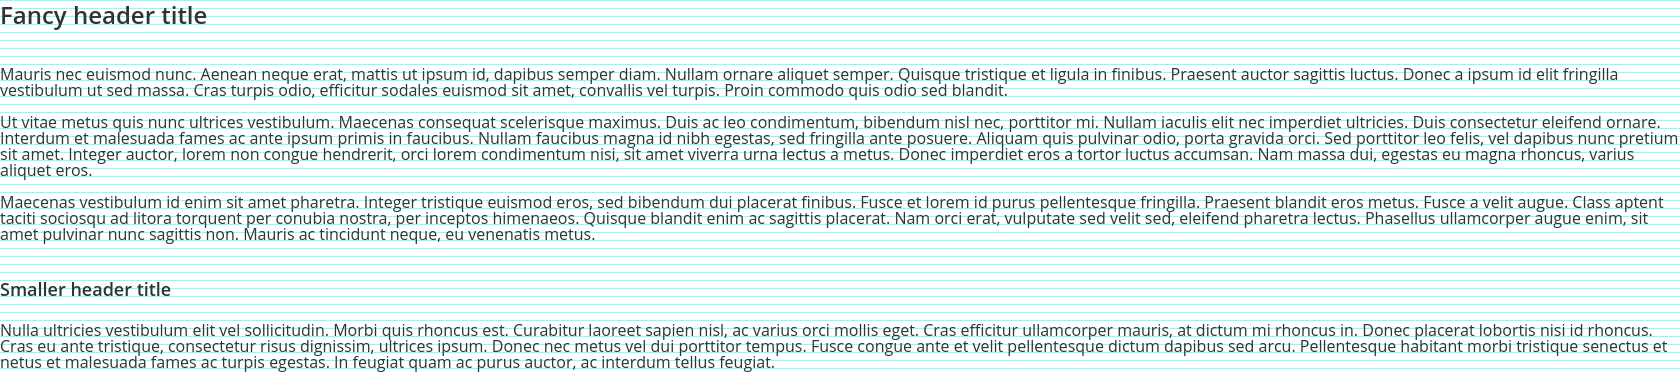 Fancy header title
Mauris nec euismod nunc. Aenean neque erat, mattis ut ipsum id, dapibus semper diam. Nullam ornare aliquet semper. Quisque tristique et ligula in finibus. Praesent auctor sagittis luctus. Donec a ipsum id elit fringilla
vestibulum ut sed massa. Cras turpis odio, efficitur sodales euismod sit amet, convallis vel turpis. Proin commodo quis odio sed blandit.
Ut vitae metus quis nunc ultrices vestibulum. Maecenas consequat scelerisque maximus. Duis ac leo condimentum, bibendum nisl nec, porttitor mi. Nullam iaculis elit nec imperdiet ultricies. Duis consectetur eleifend ornare.
Interdum et malesuada fames ac ante ipsum primis in faucibus. Nullam faucibus magna id nibh egestas, sed fringilla ante posuere. Aliquam quis pulvinar odio, porta gravida orci. Sed porttitor leo felis, vel dapibus nunc pretium
sit amet. Integer auctor, lorem non congue hendrerit, orci lorem condimentum nisi, sit amet viverra urna lectus a metus. Donec imperdiet eros a tortor luctus accumsan. Nam massa dui, egestas eu magna rhoncus, varius
aliquet eros.
Maecenas vestibulum id enim sit amet pharetra. Integer tristique euismod eros, sed bibendum dui placerat finibus. Fusce et lorem id purus pellentesque fringilla. Praesent blandit eros metus. Fusce a velit augue. Class aptent
taciti sociosqu ad litora torquent per conubia nostra, per inceptos himenaeos. Quisque blandit enim ac sagittis placerat. Nam orci erat, vulputate sed velit sed, eleifend pharetra lectus. Phasellus ullamcorper augue enim, sit
amet pulvinar nunc sagittis non. Mauris ac tincidunt neque, eu venenatis metus.
Smaller header title
Nulla ultricies vestibulum elit vel sollicitudin. Morbi quis rhoncus est. Curabitur laoreet sapien nisl, ac varius orci mollis eget. Cras efficitur ullamcorper mauris, at dictum mi rhoncus in. Donec placerat lobortis nisi id rhoncus.
Cras eu ante tristique, consectetur risus dignissim, ultrices ipsum. Donec nec metus vel dui porttitor tempus. Fusce congue ante et velit pellentesque dictum dapibus sed arcu. Pellentesque habitant morbi tristique senectus et
netus et malesuada fames ac turpis egestas. In feugiat quam ac purus auctor, ac interdum tellus feugiat.